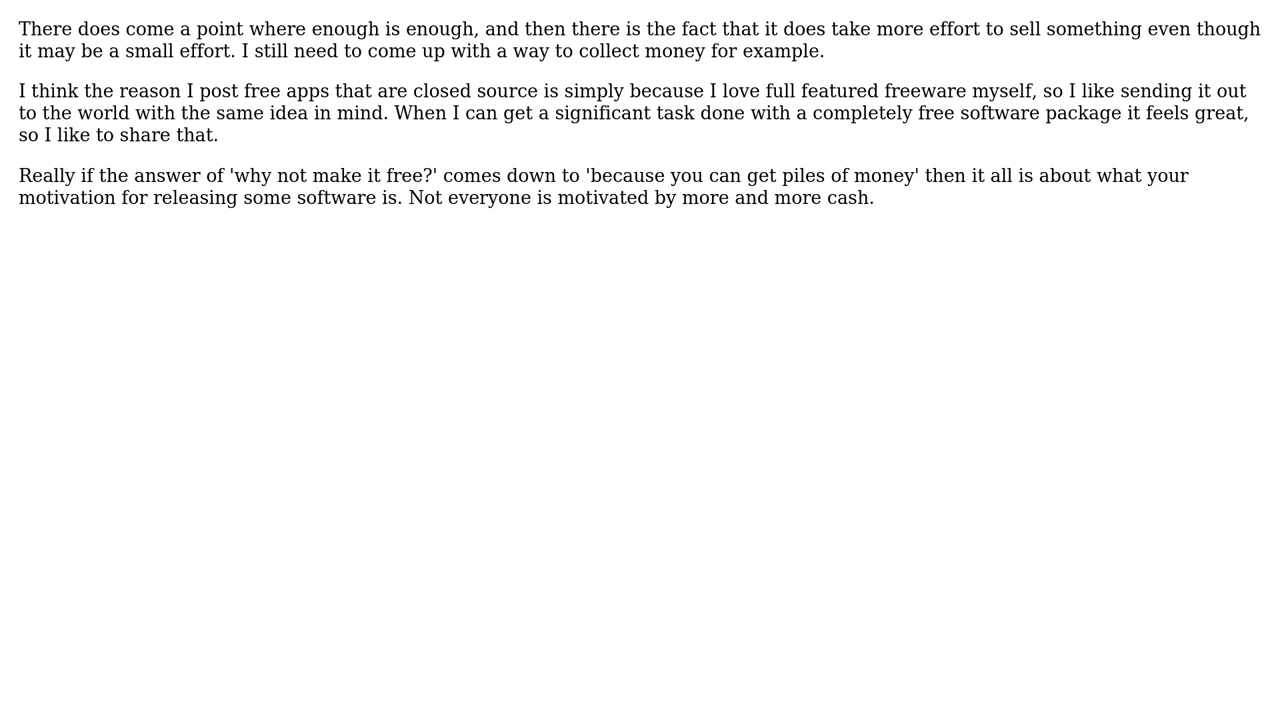 There does come a point where enough is enough, and then there is the fact that it does take more effort to sell something even though
it may be a small effort. I still need to come up with a way to collect money for example.
I think the reason I post free apps that are closed source is simply because I love full featured freeware myself, so I like sending it out
to the world with the same idea in mind. When I can get a significant task done with a completely free software package it feels great,
so I like to share that.
Really if the answer of 'why not make it free?' comes down to 'because you can get piles of money' then it all is about what your
motivation for releasing some software is. Not everyone is motivated by more and more cash.